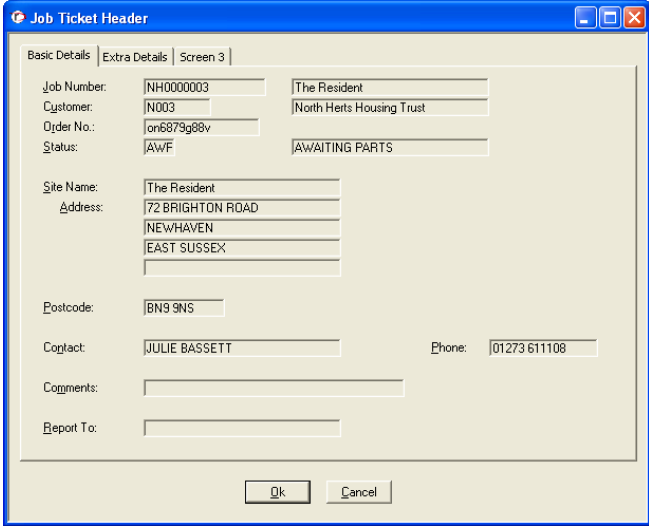 Job Ticket Header
Basic Details Extra Details Screen 3
Job Number: NH0000003 The Resident
Customer: N003 North Herts Housing Trust
Order No.: on6879g88v
Status: AWF AWAITING PARTS
Site Name: The Resident
Address: 72 BRIGHTON ROAD
NEWHAVEN
EAST SUSSEX
Postcode: BN9 9NS
Contact: JULIE BASSETT Phone: 01273 611108
Comments:
Report To:
Ok Cancel